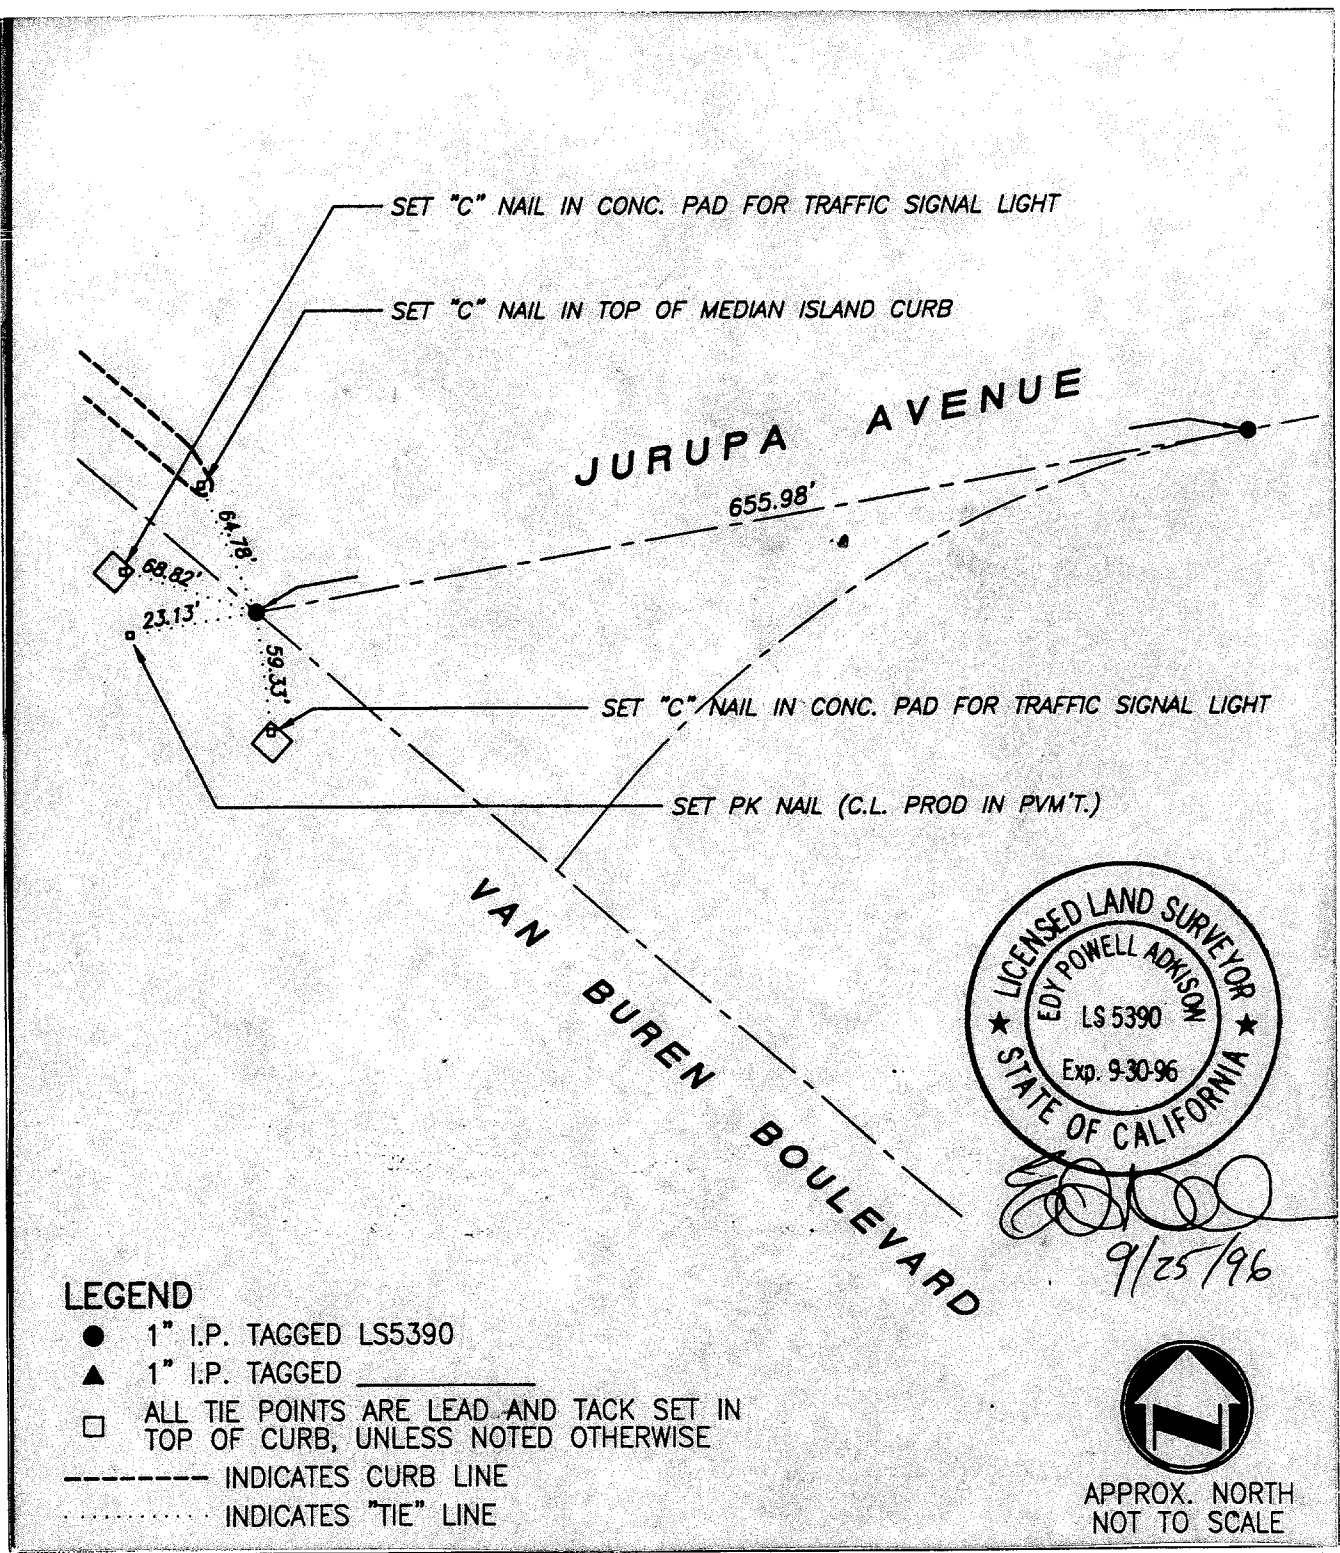 SET "C" NAIL IN CONC. PAD FOR TRAFFIC SIGNAL LIGHT
SET "C" NAIL IN TOP OF MEDIAN ISLAND CURB
JURUPA AVENUE
655.98'
64.78'
68.82'
23.13'
59.33'
SET "C" NAIL IN CONC. PAD FOR TRAFFIC SIGNAL LIGHT
SET PK NAIL (C.L. PROD IN PVM'T.)
VAN BUREN BOULEVARD
LICENSED LAND SURVEYOR
EDY POWELL ADKISON
LS 5390
Exp. 9-30-96
STATE OF CALIFORNIA
9/25/96
LEGEND
1" I.P. TAGGED LS5390
1" I.P. TAGGED
ALL TIE POINTS ARE LEAD AND TACK SET IN
TOP OF CURB, UNLESS NOTED OTHERWISE
INDICATES CURB LINE
INDICATES "TIE" LINE
N
APPROX. NORTH
NOT TO SCALE